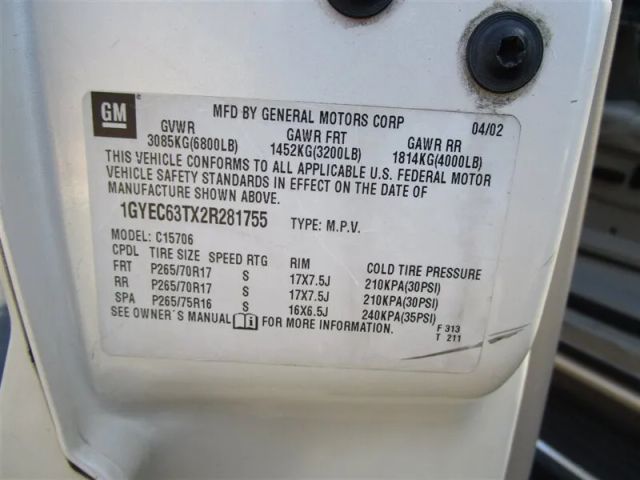 GM
MFD BY GENERAL MOTORS CORP 04/02
GVWR GAWR FRT GAWR RR
3085KG(6800LB) 1452KG(3200LB) 1814KG(4000LB)
THIS VEHICLE CONFORMS TO ALL APPLICABLE U.S. FEDERAL MOTOR
VEHICLE SAFETY STANDARDS IN EFFECT ON THE DATE OF
MANUFACTURE SHOWN ABOVE.
1GYEC63TX2R281755 TYPE: M.P.V.
MODEL: C15706
CPDL TIRE SIZE SPEED RTG RIM COLD TIRE PRESSURE
FRT P265/70R17 S 17X7.5J 210KPA(30PSI)
RR P265/70R17 S 17X7.5J 210KPA(30PSI)
SPA P265/75R16 S 16X6.5J 240KPA(35PSI)
SEE OWNER'S MANUAL FOR MORE INFORMATION.
F 313
T 211